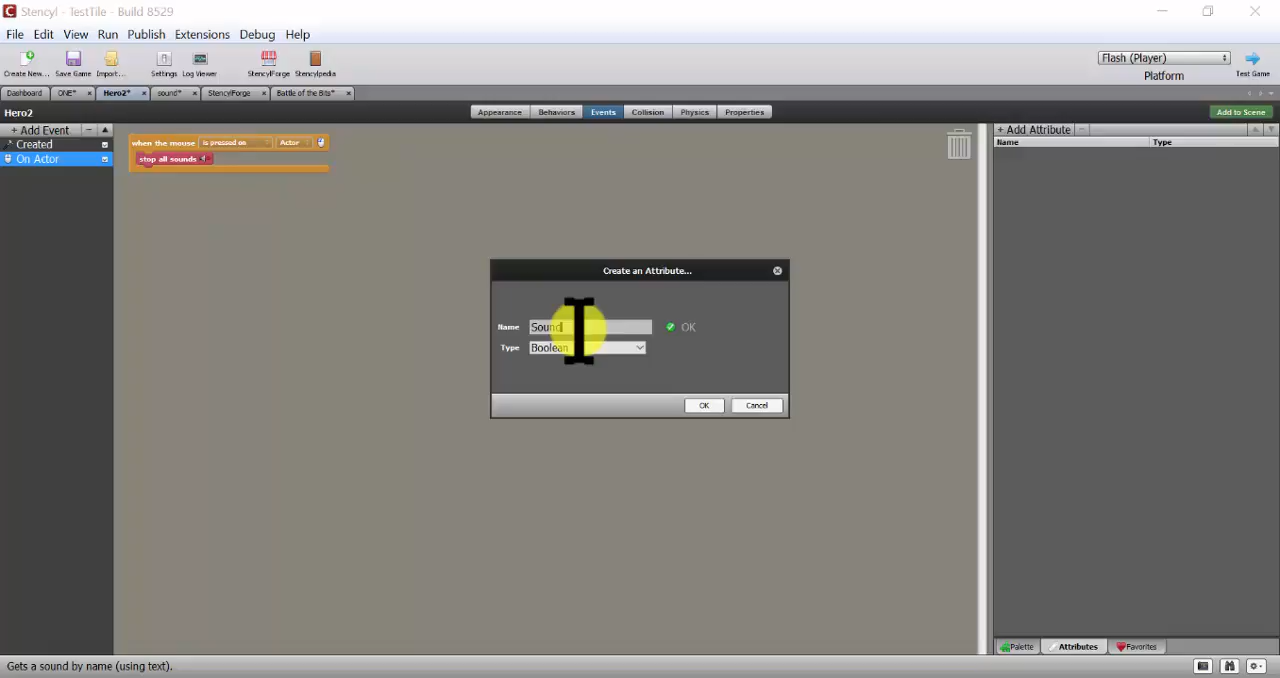 Stencyl - TestTile - Build 8529
File Edit View Run Publish Extensions Debug Help
Create New... Save Game Import... Settings Log Viewer StencylForge Stencylpedia
Flash (Player)
Platform
Test Game
Dashboard ONE* Hero2* sound* StencylForge Battle of the Bits*
Hero2
Appearance Behaviors Events Collision Physics Properties
Add to Scene
+ Add Event
Created
On Actor
when the mouse is pressed on Actor
stop all sounds
+ Add Attribute
Name Type
Create an Attribute...
Name Sound OK
Type Boolean
OK Cancel
Palette Attributes Favorites
Gets a sound by name (using text).